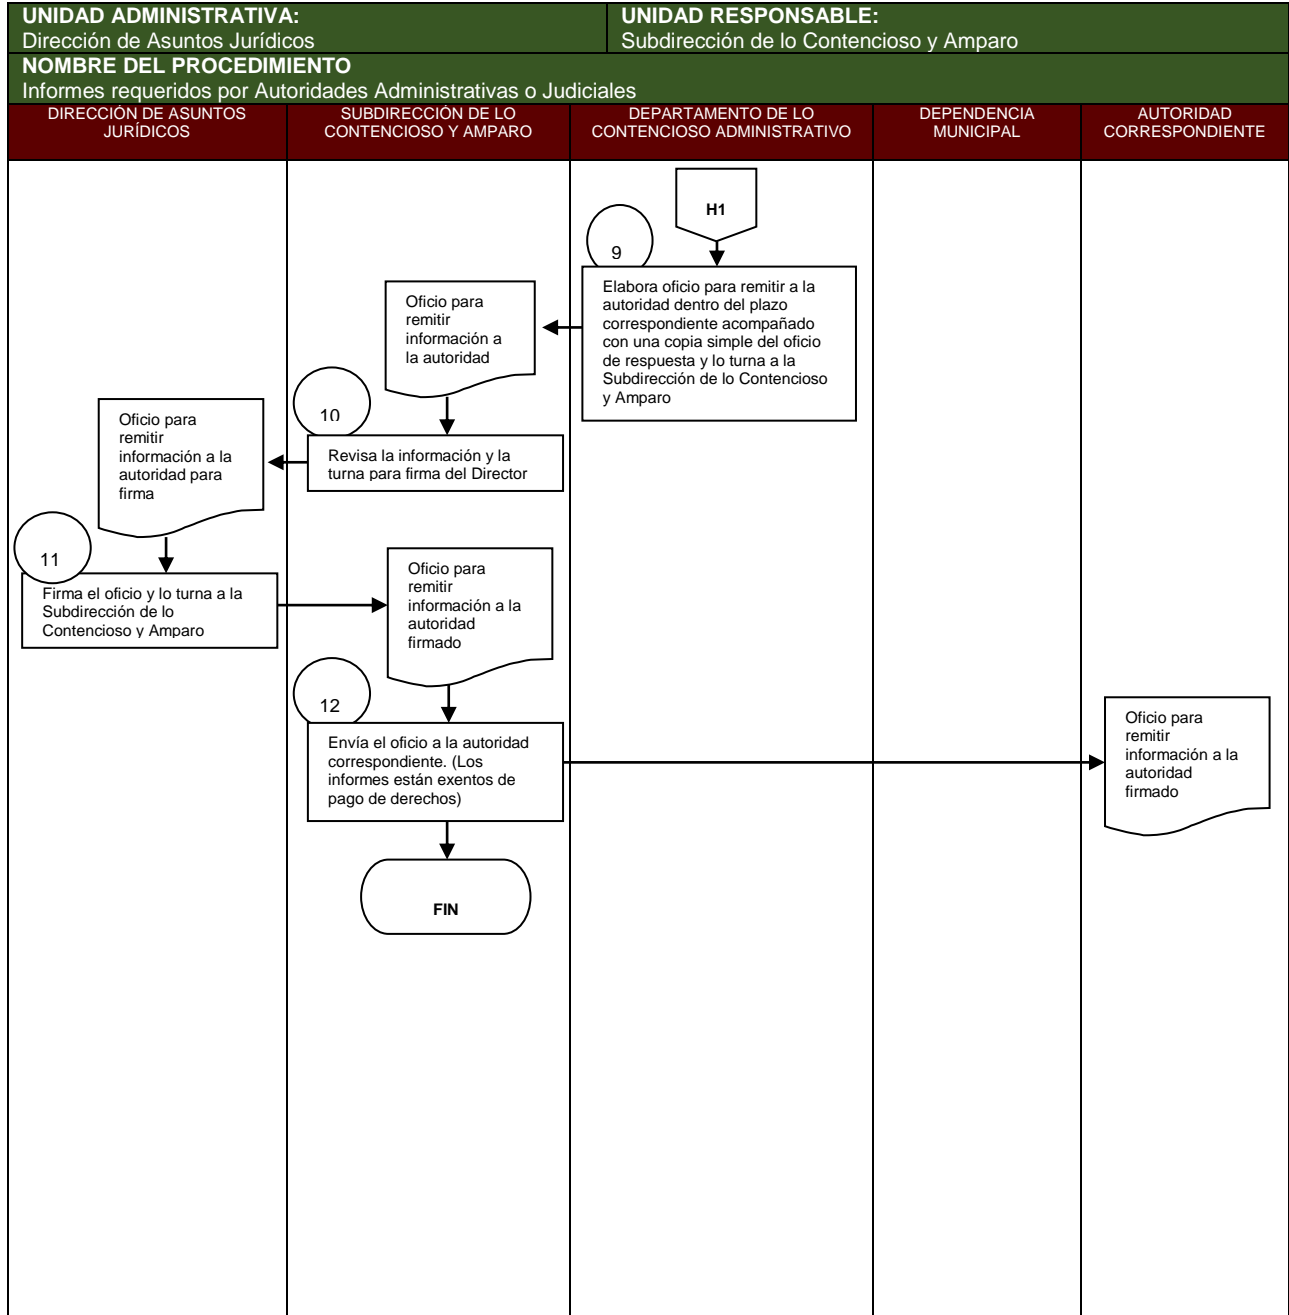 UNIDAD ADMINISTRATIVA:
Dirección de Asuntos Jurídicos
UNIDAD RESPONSABLE:
Subdirección de lo Contencioso y Amparo
NOMBRE DEL PROCEDIMIENTO
Informes requeridos por Autoridades Administrativas o Judiciales
DIRECCIÓN DE ASUNTOS
JURÍDICOS
SUBDIRECCIÓN DE LO
CONTENCIOSO Y AMPARO
DEPARTAMENTO DE LO
CONTENCIOSO ADMINISTRATIVO
DEPENDENCIA
MUNICIPAL
AUTORIDAD
CORRESPONDIENTE
H1
9
Elabora oficio para remitir a la
autoridad dentro del plazo
correspondiente acompañado
con una copia simple del oficio
de respuesta y lo turna a la
Subdirección de lo Contencioso
y Amparo
Oficio para
remitir
información a
la autoridad
10
Revisa la información y la
turna para firma del Director
Oficio para
remitir
información a la
autoridad para
firma
11
Firma el oficio y lo turna a la
Subdirección de lo
Contencioso y Amparo
Oficio para
remitir
información a la
autoridad
firmado
12
Envía el oficio a la autoridad
correspondiente. (Los
informes están exentos de
pago de derechos)
Oficio para
remitir
información a la
autoridad
firmado
FIN